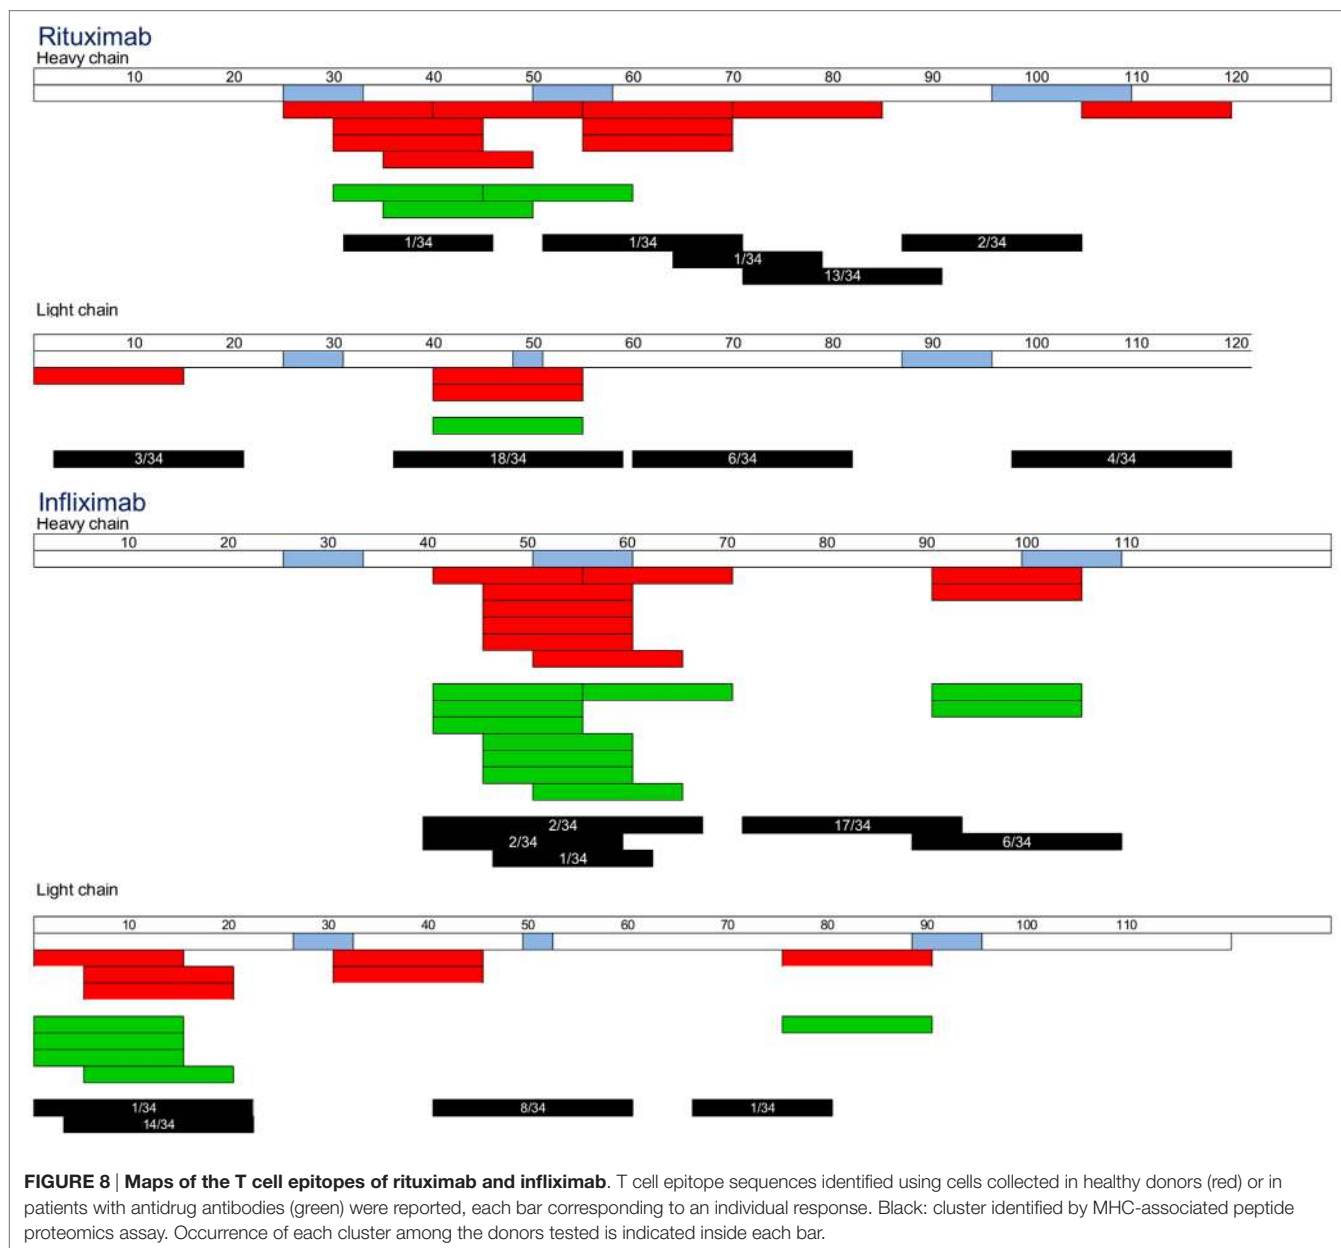 Rituximab
Heavy chain
10 20 30 40 50 60 70 80 90 100 110 120
1/34 1/34 2/34
1/34
13/34
Light chain
10 20 30 40 50 60 70 80 90 100 110 120
3/34 18/34 6/34 4/34
Infliximab
Heavy chain
10 20 30 40 50 60 70 80 90 100 110
2/34 17/34
2/34 6/34
1/34
Light chain
10 20 30 40 50 60 70 80 90 100 110
1/34 8/34 1/34
14/34
FIGURE 8 | Maps of the T cell epitopes of rituximab and infliximab. T cell epitope sequences identified using cells collected in healthy donors (red) or in
patients with antidrug antibodies (green) were reported, each bar corresponding to an individual response. Black: cluster identified by MHC-associated peptide
proteomics assay. Occurrence of each cluster among the donors tested is indicated inside each bar.